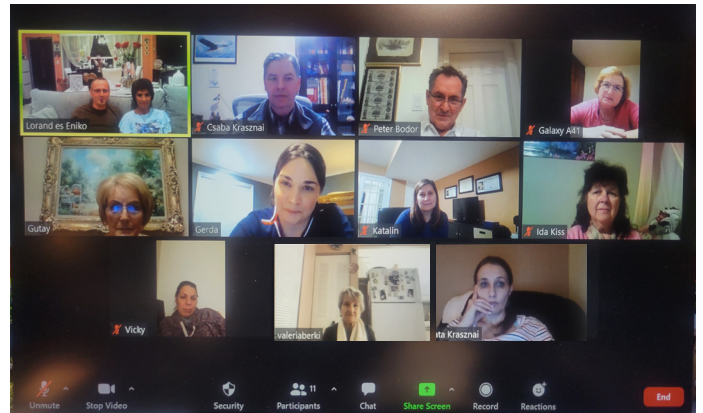 Lorand es Eniko
Csaba Krasznai
Peter Bodor
Galaxy A41
Gutay
Gerda
Katalin
Ida Kiss
Vicky
valeriaberki
ata Krasznai
Unmute
Stop Video
Security
Participants
11
Chat
Share Screen
Record
Reactions
End